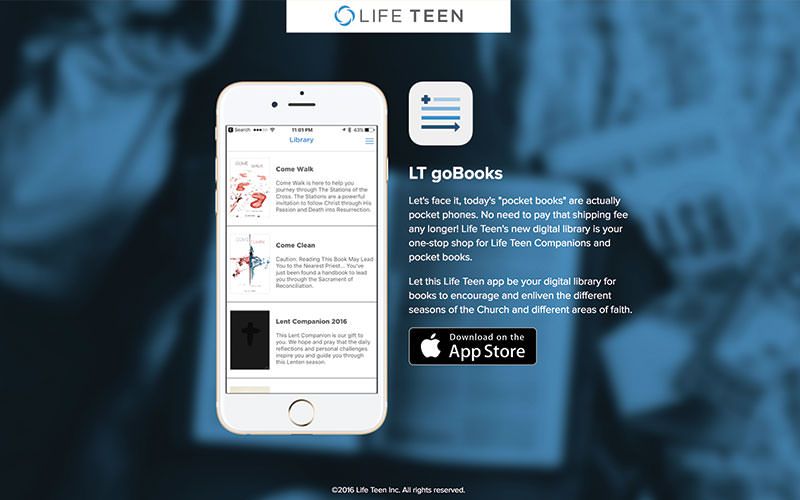 LIFE TEEN
Search 11:01 PM 43%
Library
Come Walk
Come Walk is here to help you
journey through The Stations of the
Cross. The Stations are a powerful
invitation to follow Christ through His
Passion and Death into Resurrection.
Come Clean
Caution: Reading This Book May Lead
You to the Nearest Priest... You've
just been found a handbook to lead
you through the Sacrament of
Reconciliation.
Lent Companion 2016
This Lent Companion is our gift to
you. We hope and pray that the daily
reflections and personal challenges
inspire you and guide you through
this Lenten season.
LT goBooks
Let's face it, today's "pocket books" are actually
pocket phones. No need to pay that shipping fee
any longer! Life Teen's new digital library is your
one-stop shop for Life Teen Companions and
pocket books.
Let this Life Teen app be your digital library for
books to encourage and enliven the different
seasons of the Church and different areas of faith.
Download on the
App Store
©2016 Life Teen Inc. All rights reserved.